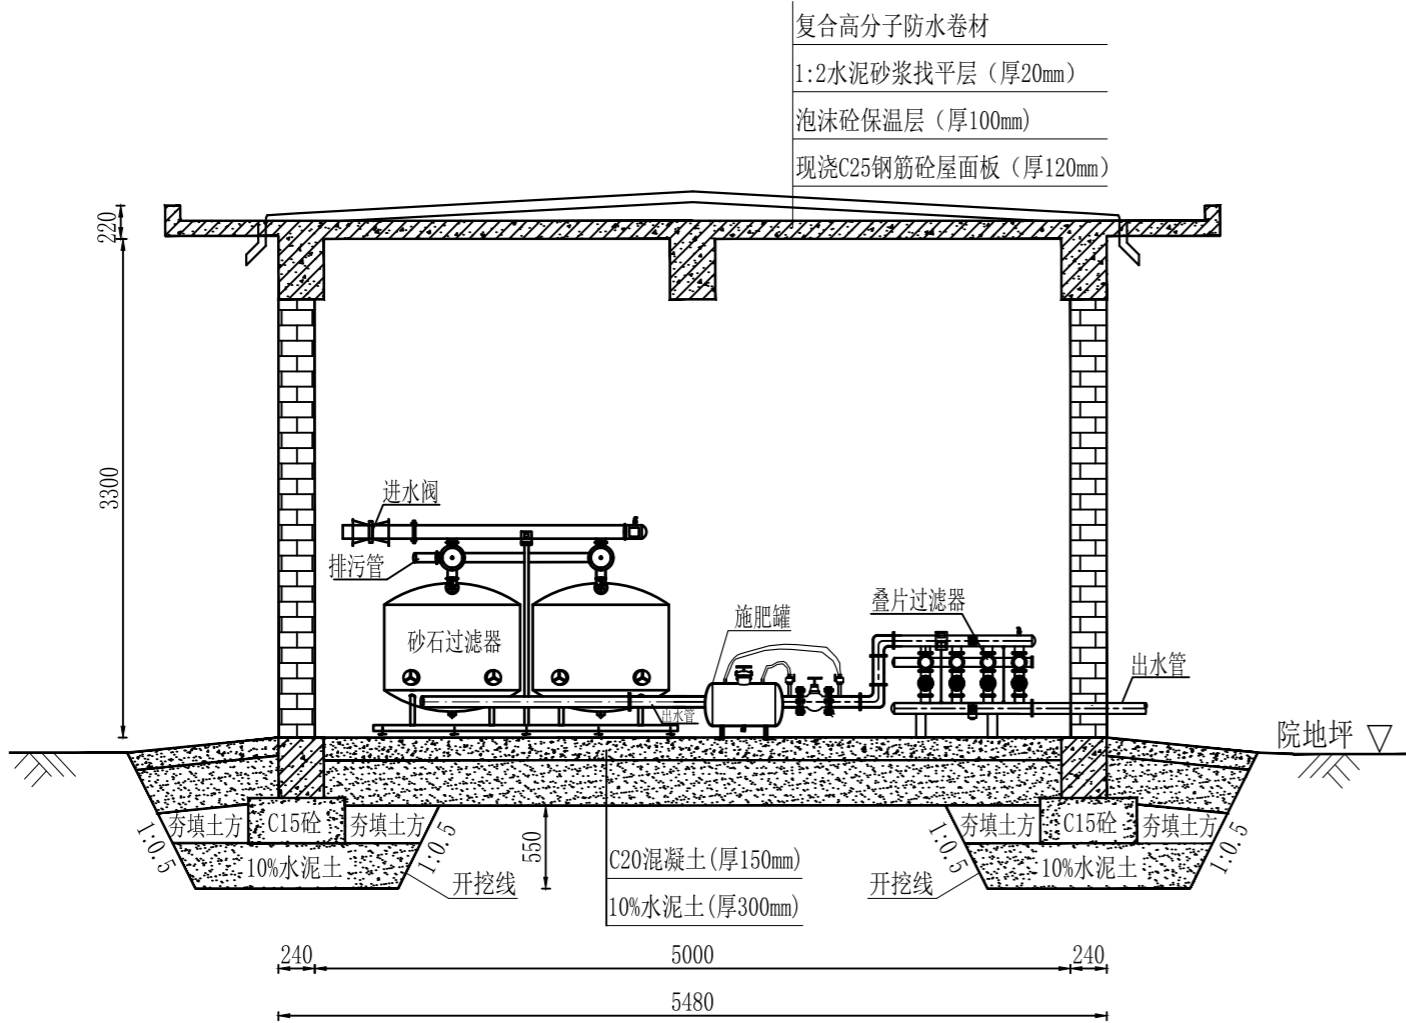 复合高分子防水卷材
1:2水泥砂浆找平层（厚20mm）
泡沫砼保温层（厚100mm)
现浇C25钢筋砼屋面板（厚120mm)
220
3300
进水阀
排污管
砂石过滤器
施肥罐
叠片过滤器
出水管
出水管
院地坪
夯填土方
C15砼
夯填土方
夯填土方
C15砼
夯填土方
1:0.5
1:0.5
1:0.5
1:0.5
10%水泥土
10%水泥土
开挖线
开挖线
550
C20混凝土(厚150mm)
10%水泥土(厚300mm)
240
5000
240
5480